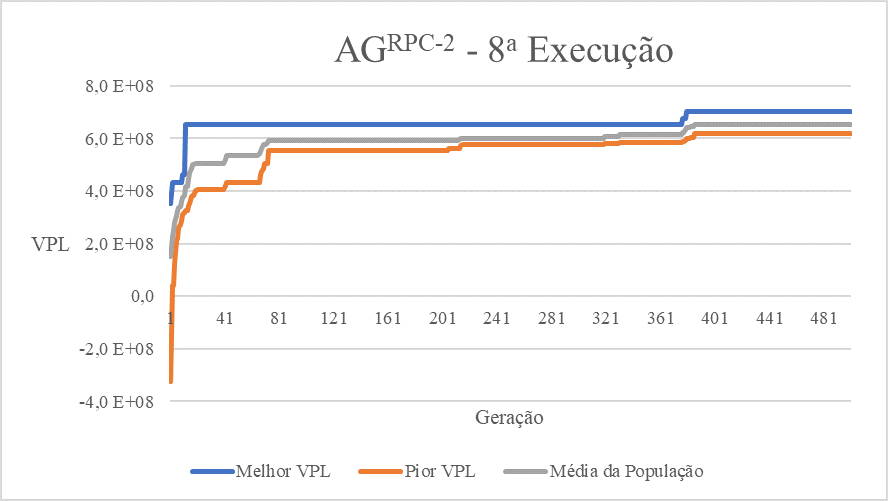 AGRPC-2 - 8ª Execução
8,0 E+08
6,0 E+08
4,0 E+08
VPL
2,0 E+08
0,0
1 41 81 121 161 201 241 281 321 361 401 441 481
-2,0 E+08
-4,0 E+08
Geração
Melhor VPL Pior VPL Média da População